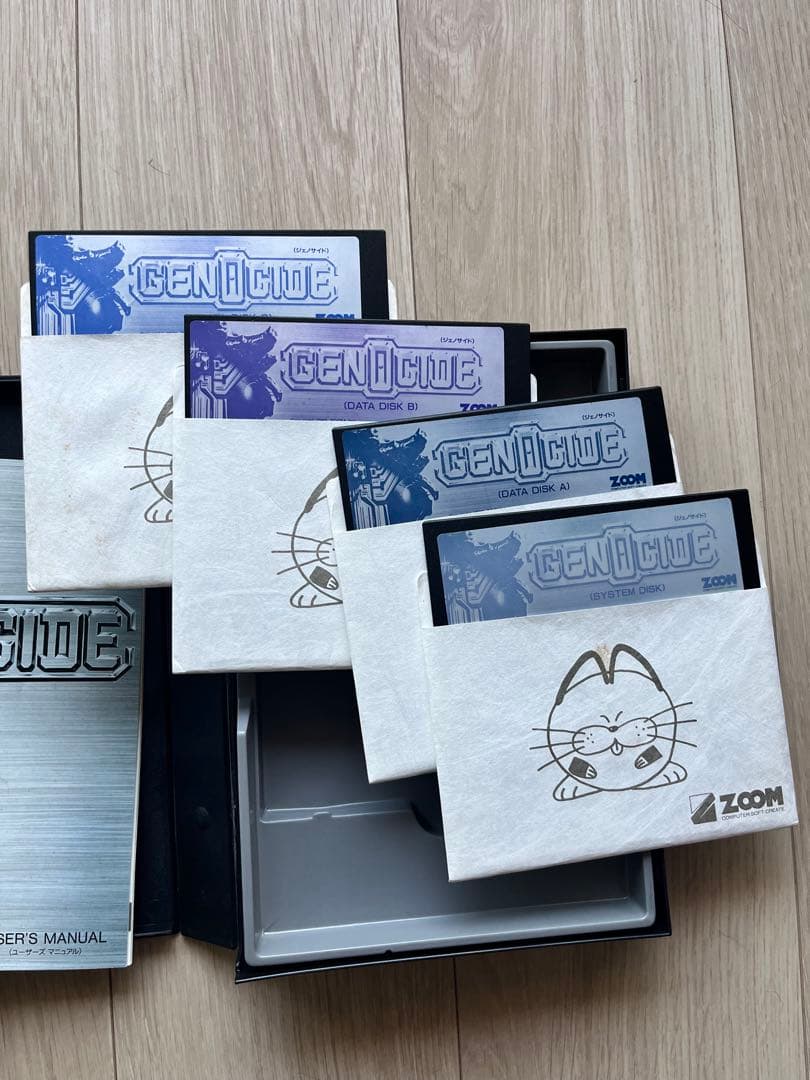 (ジェノサイド)
GENOCIDE
ZOOM
(ジェノサイド)
GENOCIDE
(DATA DISK B)
ZOOM
(ジェノサイド)
GENOCIDE
(DATA DISK A)
ZOOM
(ジェノサイド)
GENOCIDE
(SYSTEM DISK)
ZOOM
ZOOM
COMPUTER SOFT CREATE
CIDE
SER'S MANUAL
(ユーザーズ マニュアル)